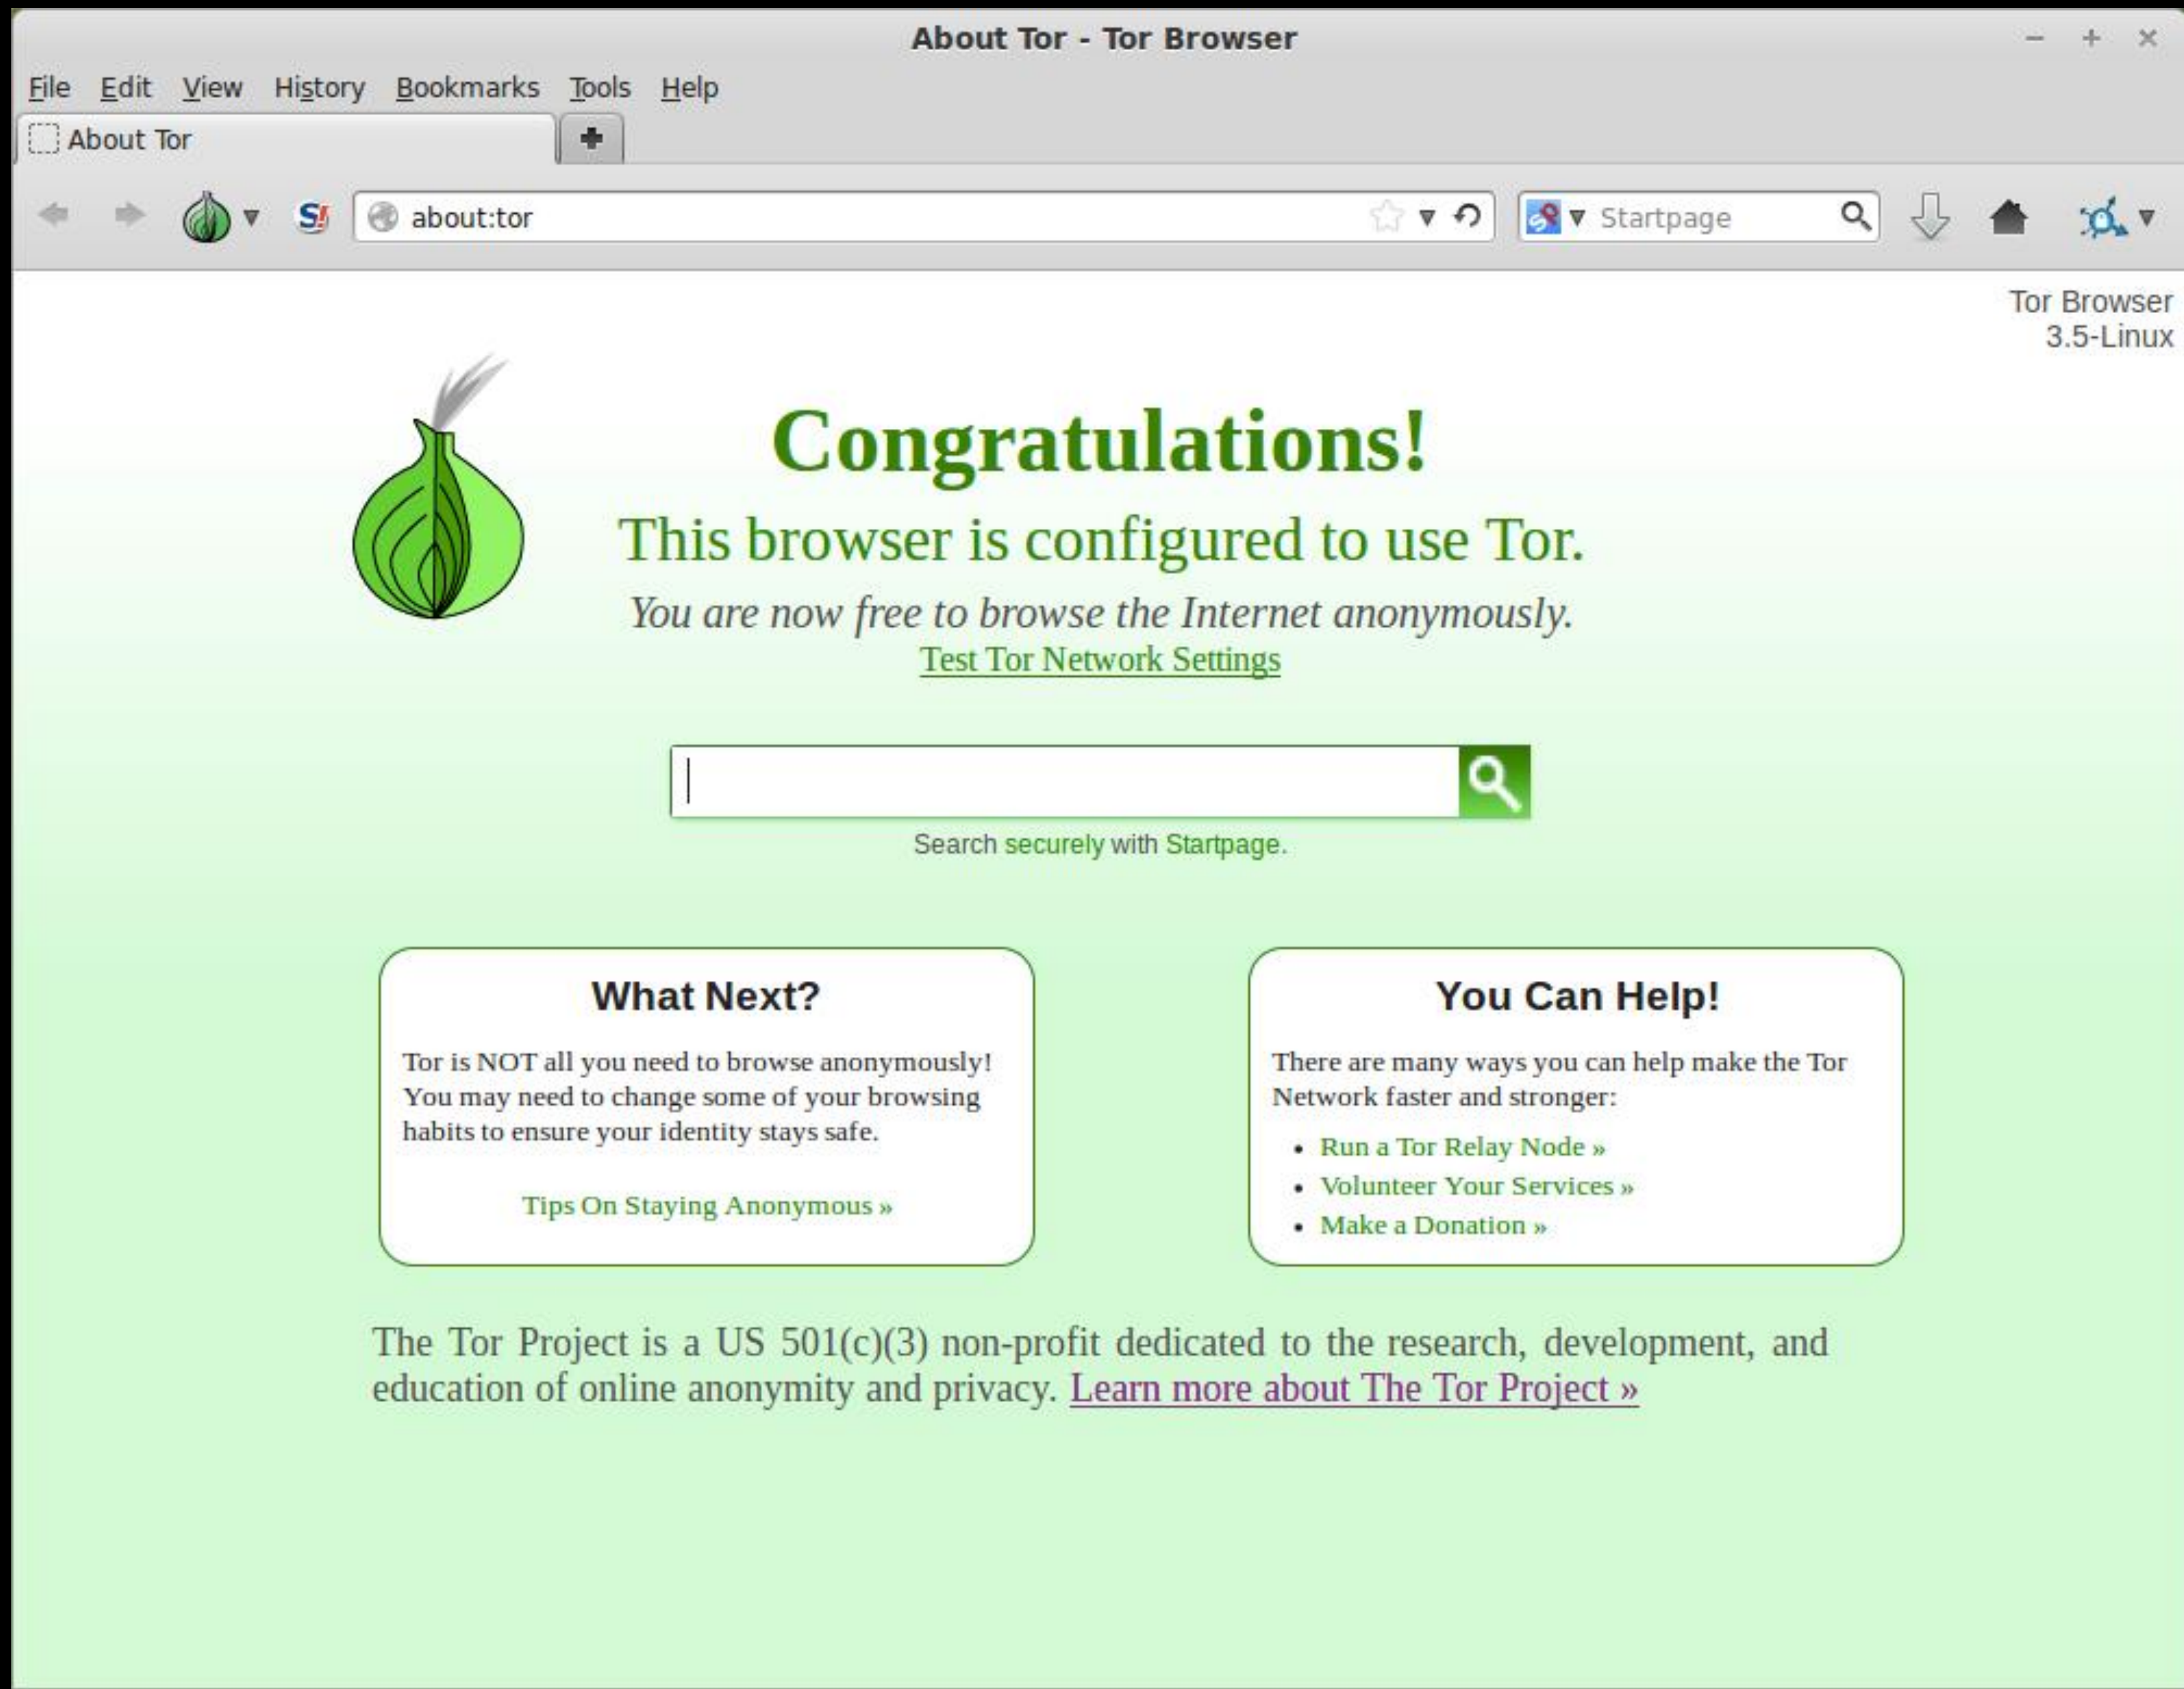 About Tor - Tor Browser
File Edit View History Bookmarks Tools Help
About Tor
S! about:tor Startpage
Tor Browser
3.5-Linux
Congratulations!
This browser is configured to use Tor.
You are now free to browse the Internet anonymously.
Test Tor Network Settings
Search securely with Startpage.
What Next?
Tor is NOT all you need to browse anonymously!
You may need to change some of your browsing
habits to ensure your identity stays safe.
Tips On Staying Anonymous »
You Can Help!
There are many ways you can help make the Tor
Network faster and stronger:
• Run a Tor Relay Node »
• Volunteer Your Services »
• Make a Donation »
The Tor Project is a US 501(c)(3) non-profit dedicated to the research, development, and
education of online anonymity and privacy. Learn more about The Tor Project »